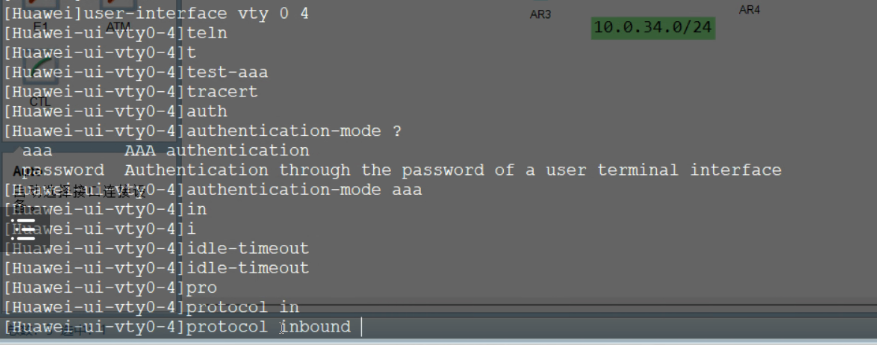 [Huawei]user-interface vty 0 4
[Huawei-ui-vty0-4]teln
[Huawei-ui-vty0-4]t
[Huawei-ui-vty0-4]test-aaa
[Huawei-ui-vty0-4]tracert
[Huawei-ui-vty0-4]auth
[Huawei-ui-vty0-4]authentication-mode ?
aaa AAA authentication
password Authentication through the password of a user terminal interface
[Huawei-ui-vty0-4]authentication-mode aaa
[Huawei-ui-vty0-4]in
[Huawei-ui-vty0-4]i
[Huawei-ui-vty0-4]idle-timeout
[Huawei-ui-vty0-4]idle-timeout
[Huawei-ui-vty0-4]pro
[Huawei-ui-vty0-4]protocol in
[Huawei-ui-vty0-4]protocol inbound
E1
ATM
CTL
AR3
10.0.34.0/24
AR4